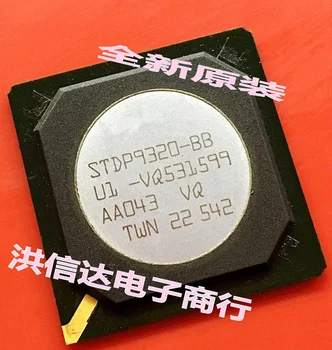 全新原装
STDP9320-BB
U1 -VQ531599
AA043 VQ
TWN 22 542
洪信达电子商行